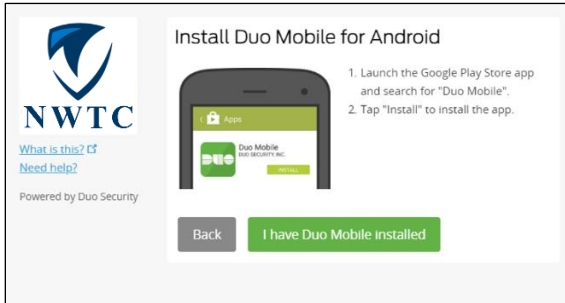 NWTC
What is this?
Need help?
Powered by Duo Security
Install Duo Mobile for Android
Apps
Duo Mobile
DUO SECURITY, INC.
INSTALL
DUO
1. Launch the Google Play Store app
and search for "Duo Mobile".
2. Tap "Install" to install the app.
Back
I have Duo Mobile installed